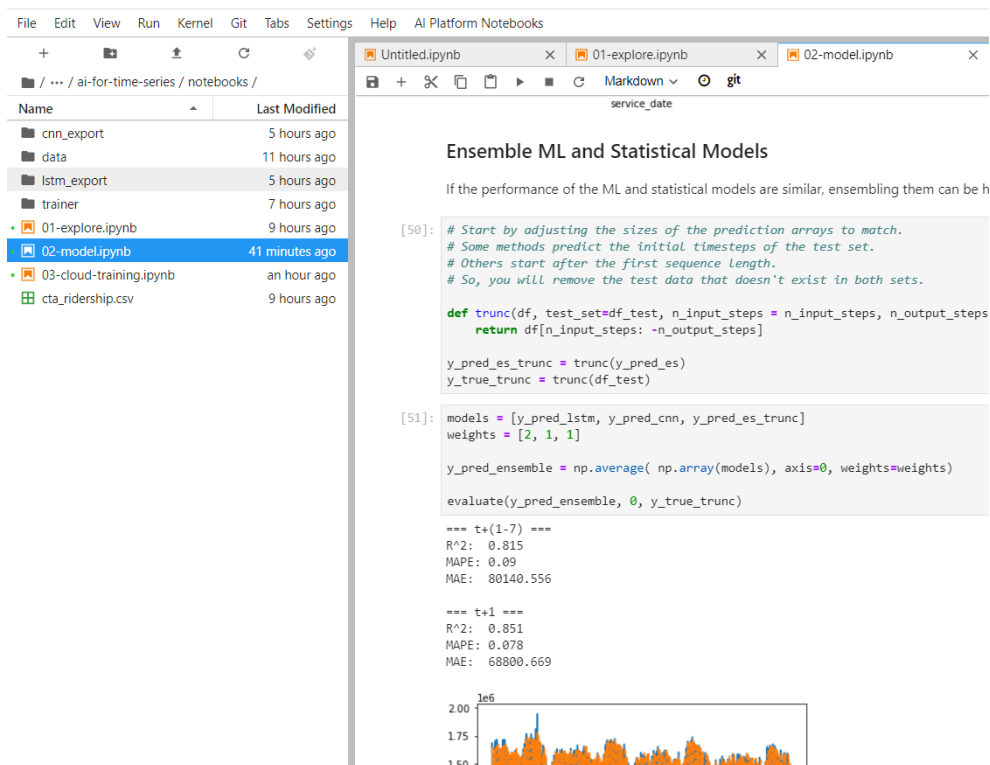 File Edit View Run Kernel Git Tabs Settings Help AI Platform Notebooks
Untitled.ipynb 01-explore.ipynb 02-model.ipynb
/ ··· / ai-for-time-series / notebooks /
Markdown git
Name Last Modified
cnn_export 5 hours ago
data 11 hours ago
lstm_export 5 hours ago
trainer 7 hours ago
01-explore.ipynb 9 hours ago
02-model.ipynb 41 minutes ago
03-cloud-training.ipynb an hour ago
cta_ridership.csv 9 hours ago
service_date
Ensemble ML and Statistical Models
If the performance of the ML and statistical models are similar, ensembling them can be h
[50]:
# Start by adjusting the sizes of the prediction arrays to match.
# Some methods predict the initial timesteps of the test set.
# Others start after the first sequence length.
# So, you will remove the test data that doesn't exist in both sets.
def trunc(df, test_set=df_test, n_input_steps = n_input_steps, n_output_steps
    return df[n_input_steps: -n_output_steps]
y_pred_es_trunc = trunc(y_pred_es)
y_true_trunc = trunc(df_test)
[51]:
models = [y_pred_lstm, y_pred_cnn, y_pred_es_trunc]
weights = [2, 1, 1]
y_pred_ensemble = np.average( np.array(models), axis=0, weights=weights)
evaluate(y_pred_ensemble, 0, y_true_trunc)
=== t+(1-7) ===
R^2:  0.815
MAPE: 0.09
MAE:  80140.556
=== t+1 ===
R^2:  0.851
MAPE: 0.078
MAE:  68800.669
1e6
2.00
1.75
1.50